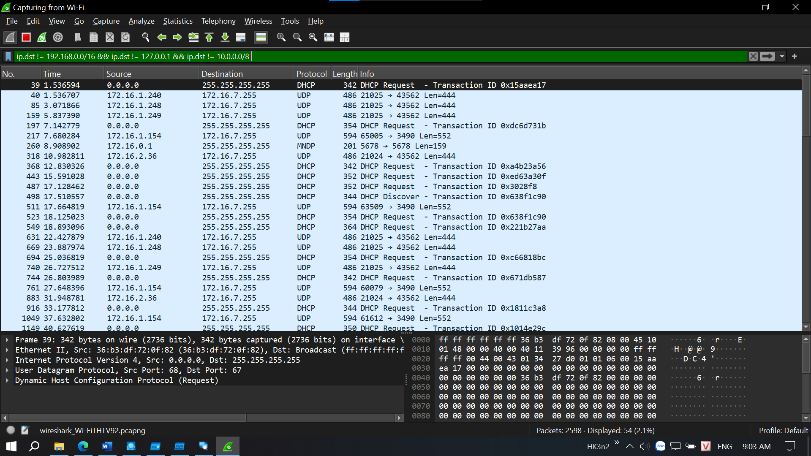 Capturing from Wi-Fi
File Edit View Go Capture Analyze Statistics Telephony Wireless Tools Help
ip.dst != 192.168.0.0/16 && ip.dst != 127.0.0.1 && ip.dst != 10.0.0.0/8
No. Time Source Destination Protocol Length Info
39 1.536594 0.0.0.0 255.255.255.255 DHCP 342 DHCP Request - Transaction ID 0x15aaea17
40 1.536707 172.16.1.240 172.16.7.255 UDP 486 21025 → 43562 Len=444
85 3.071866 172.16.1.248 172.16.7.255 UDP 486 21025 → 43562 Len=444
159 5.837390 172.16.1.249 172.16.7.255 UDP 486 21025 → 43562 Len=444
197 7.142779 0.0.0.0 255.255.255.255 DHCP 354 DHCP Request - Transaction ID 0xdc6d731b
217 7.680284 172.16.1.154 172.16.7.255 UDP 594 65005 → 3490 Len=552
260 8.908902 172.16.0.1 255.255.255.255 MNDP 201 5678 → 5678 Len=159
318 10.982811 172.16.2.36 172.16.7.255 UDP 486 21024 → 43562 Len=444
368 12.830326 0.0.0.0 255.255.255.255 DHCP 342 DHCP Request - Transaction ID 0xa4b23a56
443 15.591028 0.0.0.0 255.255.255.255 DHCP 352 DHCP Request - Transaction ID 0xed63a30f
487 17.128462 0.0.0.0 255.255.255.255 DHCP 352 DHCP Request - Transaction ID 0x3028f8
498 17.510557 0.0.0.0 255.255.255.255 DHCP 344 DHCP Discover - Transaction ID 0x638f1c90
511 17.664819 172.16.1.154 172.16.7.255 UDP 594 63509 → 3490 Len=552
523 18.125023 0.0.0.0 255.255.255.255 DHCP 354 DHCP Request - Transaction ID 0x638f1c90
549 18.893096 0.0.0.0 255.255.255.255 DHCP 364 DHCP Request - Transaction ID 0x221b27aa
631 22.427879 172.16.1.240 172.16.7.255 UDP 486 21025 → 43562 Len=444
669 23.887974 172.16.1.248 172.16.7.255 UDP 486 21025 → 43562 Len=444
694 25.036819 0.0.0.0 255.255.255.255 DHCP 354 DHCP Request - Transaction ID 0xc66818bc
740 26.727512 172.16.1.249 172.16.7.255 UDP 486 21025 → 43562 Len=444
744 26.803989 0.0.0.0 255.255.255.255 DHCP 342 DHCP Request - Transaction ID 0x671db587
761 27.648396 172.16.1.154 172.16.7.255 UDP 594 60079 → 3490 Len=552
883 31.948781 172.16.2.36 172.16.7.255 UDP 486 21024 → 43562 Len=444
916 33.177812 0.0.0.0 255.255.255.255 DHCP 344 DHCP Request - Transaction ID 0x1811c3a8
1049 37.632802 172.16.1.154 172.16.7.255 UDP 594 61612 → 3490 Len=552
1149 40.627619 0.0.0.0 255.255.255.255 DHCP 350 DHCP Request - Transaction ID 0x1014e29c
Frame 39: 342 bytes on wire (2736 bits), 342 bytes captured (2736 bits) on interface \
Ethernet II, Src: 36:b3:df:72:0f:82 (36:b3:df:72:0f:82), Dst: Broadcast (ff:ff:ff:ff:f
Internet Protocol Version 4, Src: 0.0.0.0, Dst: 255.255.255.255
User Datagram Protocol, Src Port: 68, Dst Port: 67
Dynamic Host Configuration Protocol (Request)
0000 ff ff ff ff ff ff 36 b3 df 72 0f 82 08 00 45 10 ······6· ·r····E·
0010 01 48 00 00 00 00 40 11 39 96 00 00 00 00 ff ff ·H····@· 9·······
0020 ff ff 00 44 00 43 01 34 27 d0 01 01 06 00 15 aa ···D·C·4 '·······
0030 ea 17 00 00 00 00 00 00 00 00 00 00 00 00 00 00 ········ ········
0040 00 00 00 00 00 00 36 b3 df 72 0f 82 00 00 00 00 ······6· ·r······
0050 00 00 00 00 00 00 00 00 00 00 00 00 00 00 00 00 ········ ········
0060 00 00 00 00 00 00 00 00 00 00 00 00 00 00 00 00 ········ ········
0070 00 00 00 00 00 00 00 00 00 00 00 00 00 00 00 00 ········ ········
0080 00 00 00 00 00 00 00 00 00 00 00 00 00 00 00 00 ········ ········
wireshark_Wi-FiTHTV92.pcapng Packets: 2598 · Displayed: 54 (2.1%) Profile: Default
HK3n2 ENG 9:03 AM